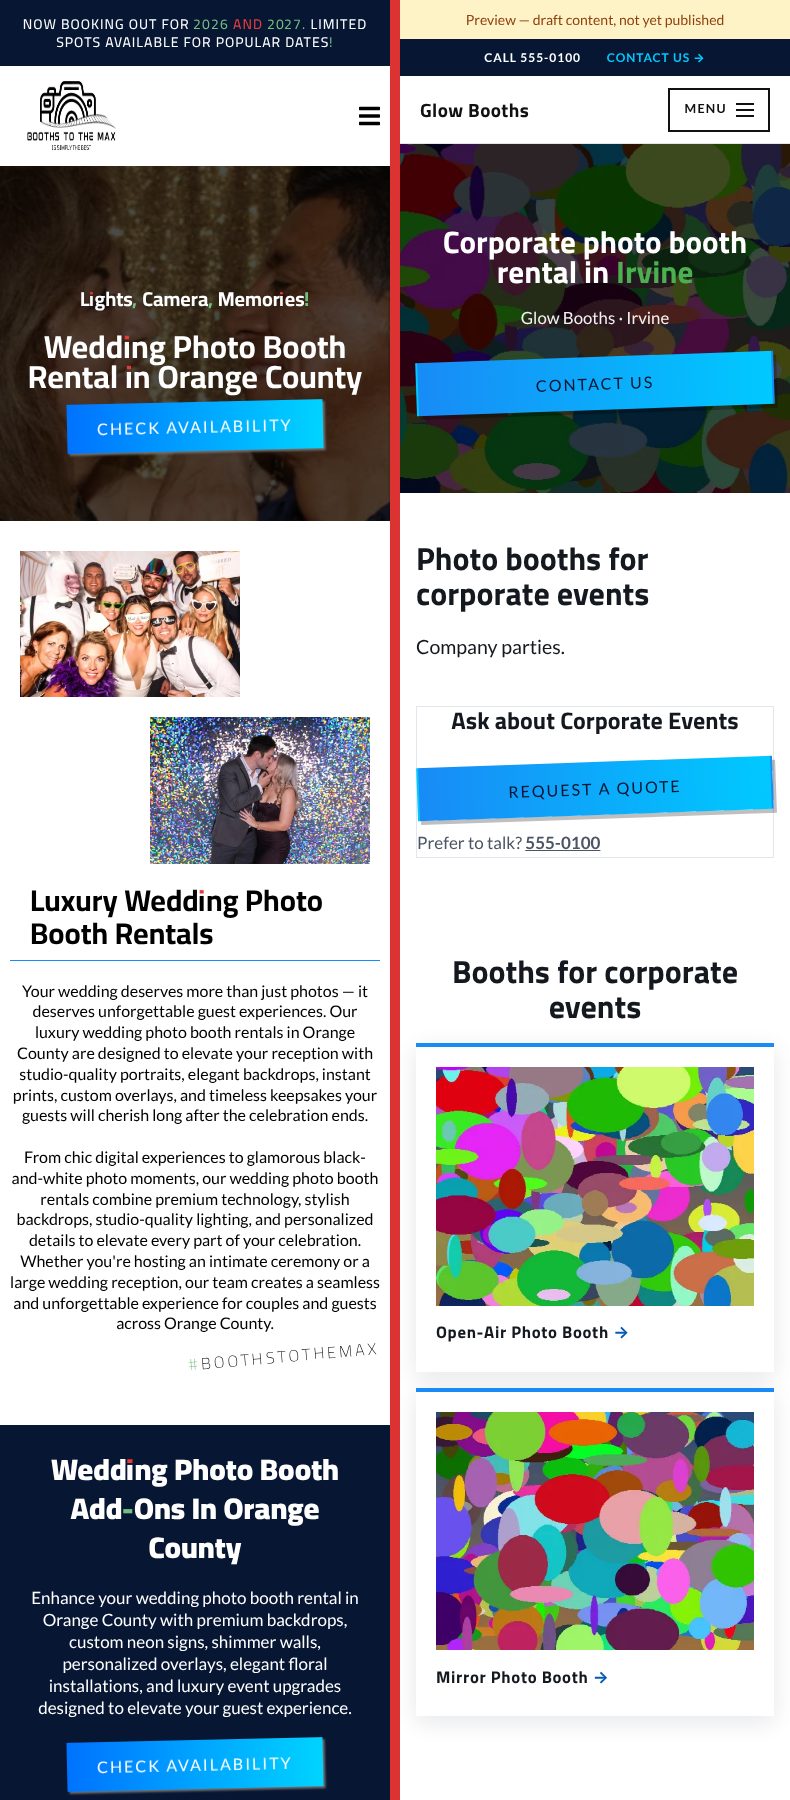 NOW BOOKING OUT FOR 2026 AND 2027. LIMITED
SPOTS AVAILABLE FOR POPULAR DATES!
BOOTHS TO THE MAX
Lights, Camera, Memories!
Wedding Photo Booth
Rental in Orange County
CHECK AVAILABILITY
Luxury Wedding Photo
Booth Rentals
Your wedding deserves more than just photos — it
deserves unforgettable guest experiences. Our
luxury wedding photo booth rentals in Orange
County are designed to elevate your reception with
studio-quality portraits, elegant backdrops, instant
prints, custom overlays, and timeless keepsakes your
guests will cherish long after the celebration ends.
From chic digital experiences to glamorous black-
and-white photo moments, our wedding photo booth
rentals combine premium technology, stylish
backdrops, studio-quality lighting, and personalized
details to elevate every part of your celebration.
Whether you're hosting an intimate ceremony or a
large wedding reception, our team creates a seamless
and unforgettable experience for couples and guests
across Orange County.
#BOOTHSTOTHEMAX
Wedding Photo Booth
Add-Ons In Orange
County
Enhance your wedding photo booth rental in
Orange County with premium backdrops,
custom neon signs, shimmer walls,
personalized overlays, elegant floral
installations, and luxury event upgrades
designed to elevate your guest experience.
CHECK AVAILABILITY
Preview — draft content, not yet published
CALL 555-0100 CONTACT US →
Glow Booths
MENU
Corporate photo booth
rental in Irvine
Glow Booths · Irvine
CONTACT US
Photo booths for
corporate events
Company parties.
Ask about Corporate Events
REQUEST A QUOTE
Prefer to talk? 555-0100
Booths for corporate
events
Open-Air Photo Booth →
Mirror Photo Booth →